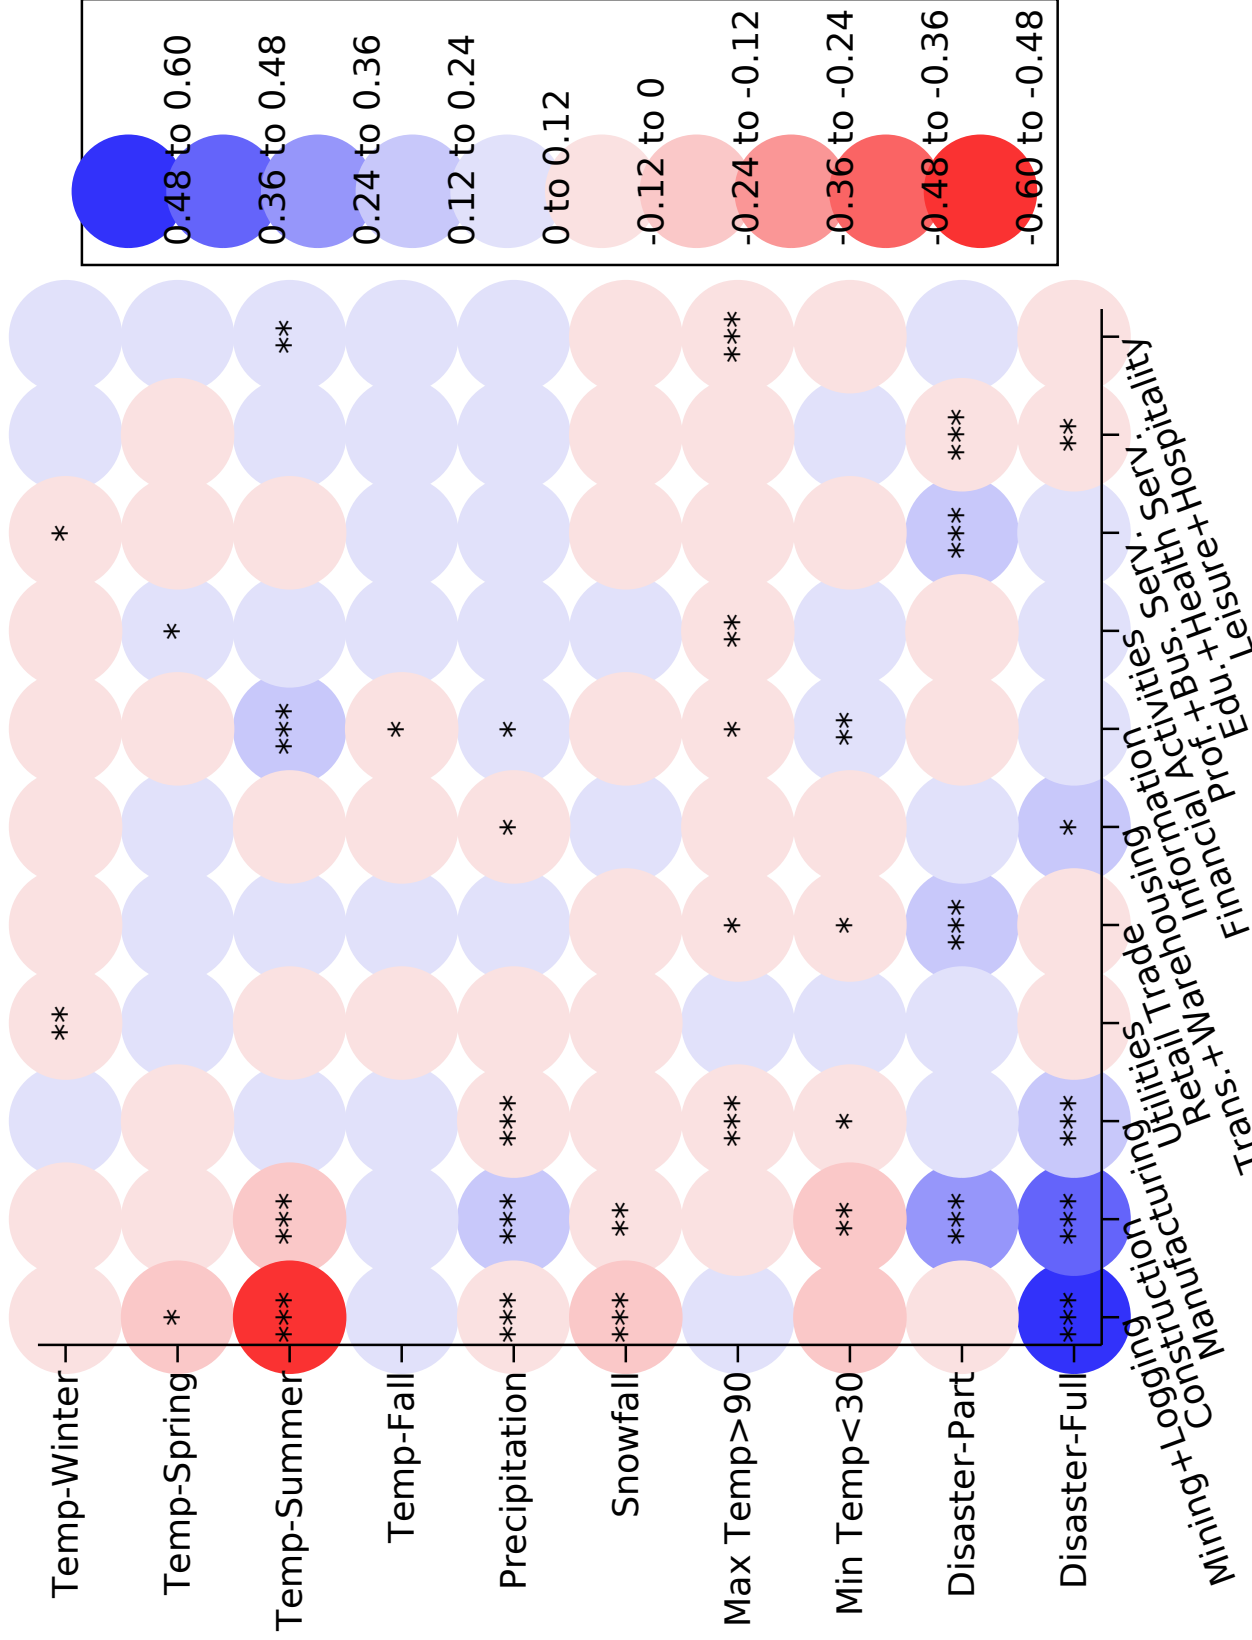 Temp-Winter ** *
Temp-Spring * *
Temp-Summer *** *** *** **
Temp-Fall *
Precipitation *** *** *** * *
Snowfall *** **
Max Temp>90 *** * * ** ***
Min Temp<30 ** * * **
Disaster-Part *** *** *** ***
Disaster-Full *** *** *** * **
Mining+Logging
Construction
Manufacturing
Utilities
Retail Trade
Trans.+Warehousing
Information
Financial Activities
Prof.+Bus. Serv.
Edu.+Health Serv.
Leisure+Hospitality
0.48 to 0.60
0.36 to 0.48
0.24 to 0.36
0.12 to 0.24
0 to 0.12
-0.12 to 0
-0.24 to -0.12
-0.36 to -0.24
-0.48 to -0.36
-0.60 to -0.48